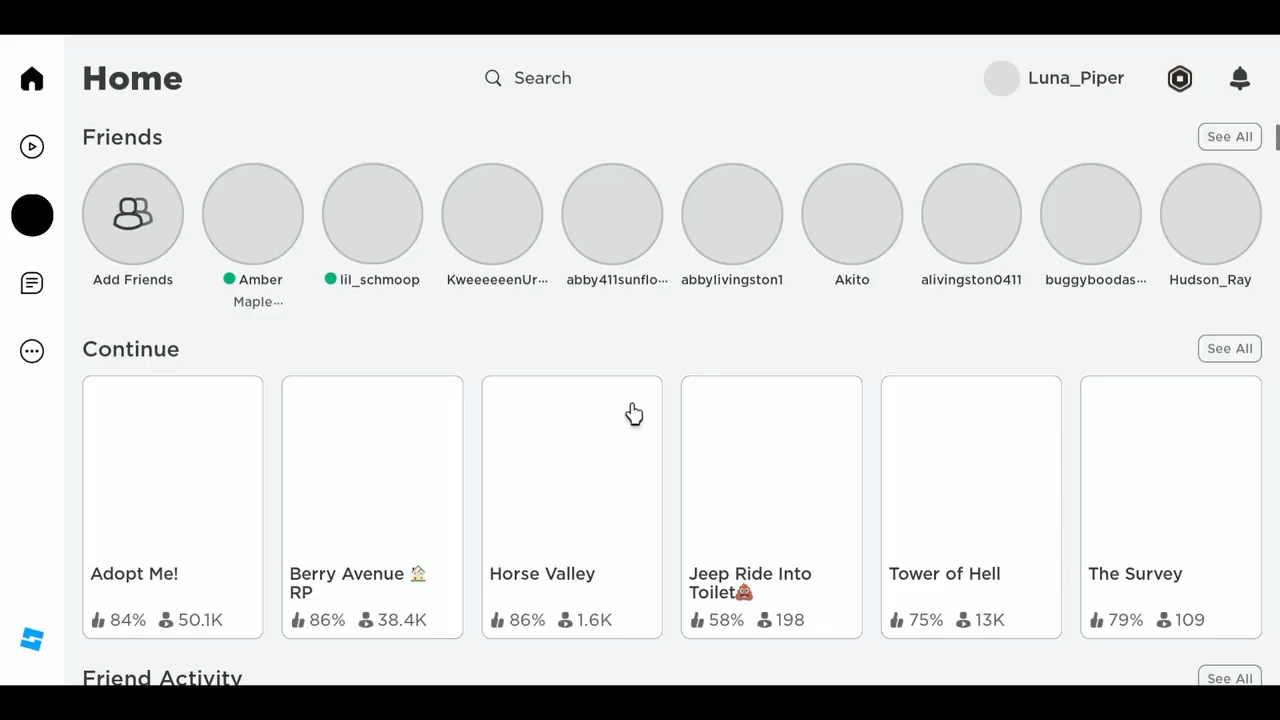 Home
Search
Luna_Piper
Friends
See All
Add Friends
Amber
Maple...
lil_schmoop
KweeeeeenUr...
abby411sunflo...
abbylivingston1
Akito
alivingston0411
buggyboodas...
Hudson_Ray
Continue
See All
Adopt Me!
84% 50.1K
Berry Avenue 🏠
RP
86% 38.4K
Horse Valley
86% 1.6K
Jeep Ride Into
Toilet💩
58% 198
Tower of Hell
75% 13K
The Survey
79% 109
Friend Activity
See All